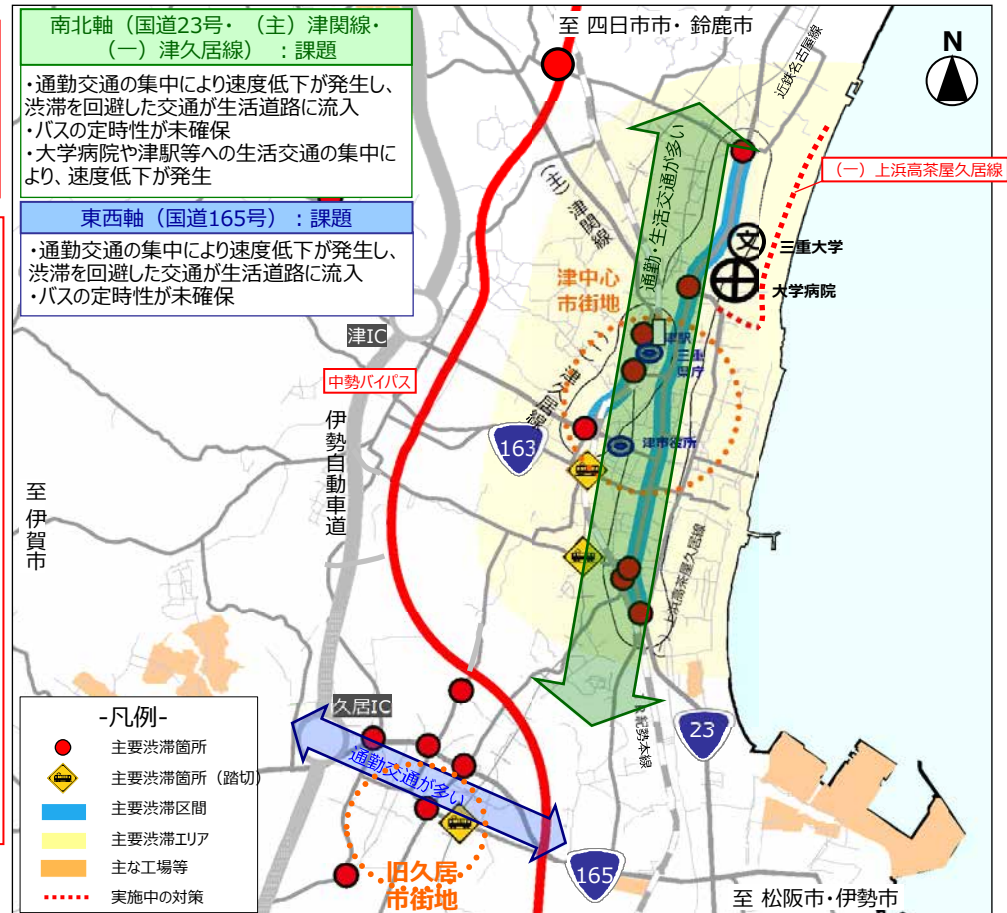 南北軸（国道23号・（主）津関線・
（一）津久居線）：課題
・通勤交通の集中により速度低下が発生し、
渋滞を回避した交通が生活道路に流入
・バスの定時性が未確保
・大学病院や津駅等への生活交通の集中に
より、速度低下が発生
東西軸（国道165号）：課題
・通勤交通の集中により速度低下が発生し、
渋滞を回避した交通が生活道路に流入
・バスの定時性が未確保
至 四日市市・鈴鹿市
近鉄名古屋線
N
（一）上浜高茶屋久居線
（主）津関線
通勤・生活交通が多い
文
三重大学
大学病院
津中心
市街地
津駅
三重
県庁
津IC
中勢バイパス
（一）津久居線
163
津市役所
伊勢自動車道
至 伊賀市
（一）上浜高茶屋久居線
久居IC
通勤交通が多い
紀勢本線
23
旧久居
市街地
165
至 松阪市・伊勢市
-凡例-
主要渋滞箇所
主要渋滞箇所（踏切）
主要渋滞区間
主要渋滞エリア
主な工場等
実施中の対策